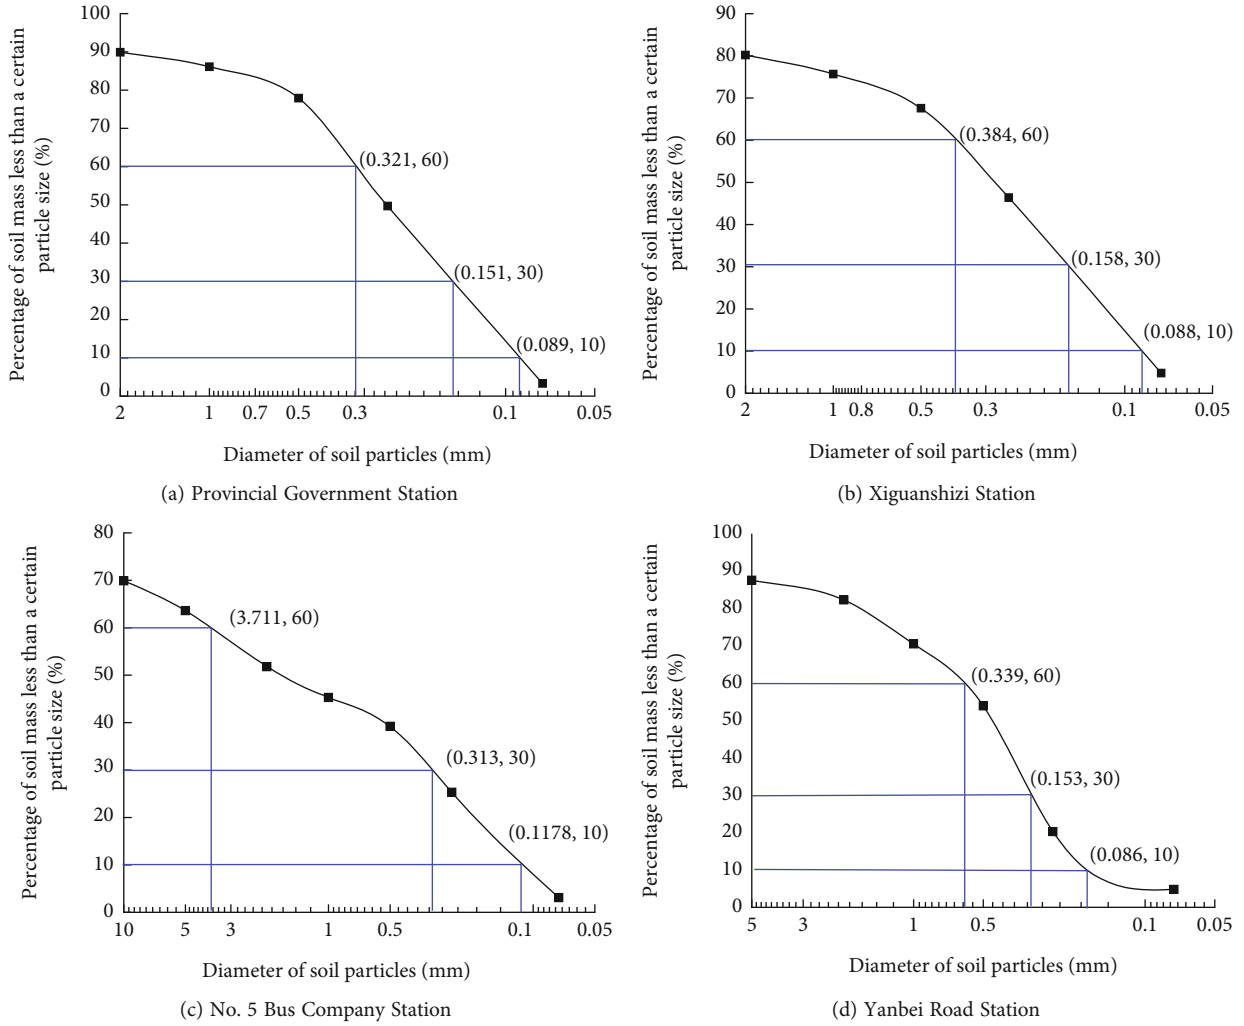 Percentage of soil mass less than a certain
particle size (%)
100
90
80
70
60
50
40
30
20
10
0
(0.321, 60)
(0.151, 30)
(0.089, 10)
2 1 0.7 0.5 0.3 0.1 0.05
Diameter of soil particles (mm)
(a) Provincial Government Station
Percentage of soil mass less than a certain
particle size (%)
90
80
70
60
50
40
30
20
10
0
(0.384, 60)
(0.158, 30)
(0.088, 10)
2 1 0.8 0.5 0.3 0.1 0.05
Diameter of soil particles (mm)
(b) Xiguanshizi Station
Percentage of soil mass less than a certain
particle size (%)
80
70
60
50
40
30
20
10
0
(3.711, 60)
(0.313, 30)
(0.1178, 10)
10 5 3 1 0.5 0.1 0.05
Diameter of soil particles (mm)
(c) No. 5 Bus Company Station
Percentage of soil mass less than a certain
particle size (%)
100
90
80
70
60
50
40
30
20
10
0
(0.339, 60)
(0.153, 30)
(0.086, 10)
5 3 1 0.5 0.1 0.05
Diameter of soil particles (mm)
(d) Yanbei Road Station